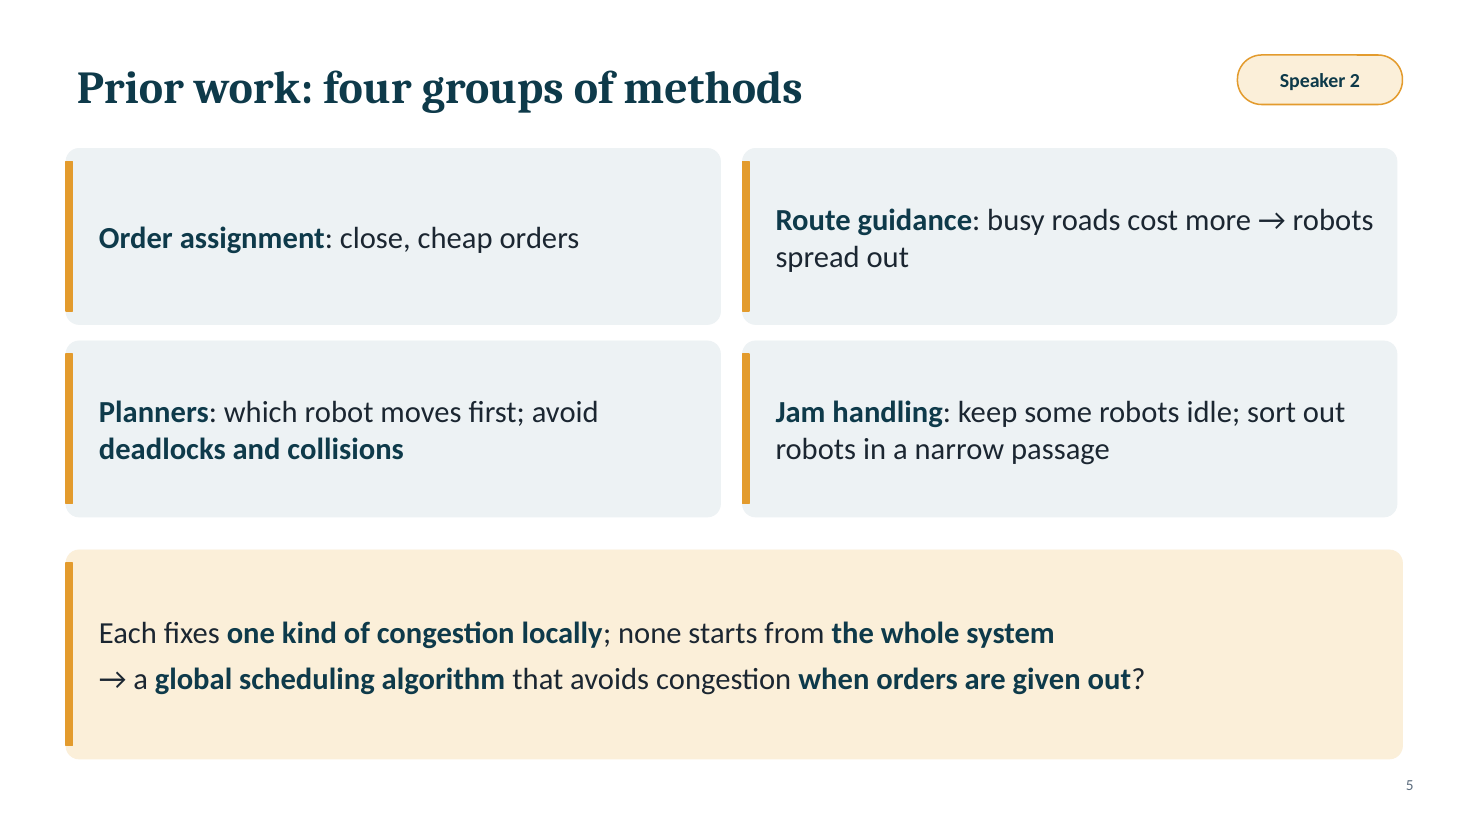 Prior work: four groups of methods
Speaker 2
Order assignment: close, cheap orders
Route guidance: busy roads cost more → robots
spread out
Planners: which robot moves first; avoid
deadlocks and collisions
Jam handling: keep some robots idle; sort out
robots in a narrow passage
Each fixes one kind of congestion locally; none starts from the whole system
→ a global scheduling algorithm that avoids congestion when orders are given out?
5